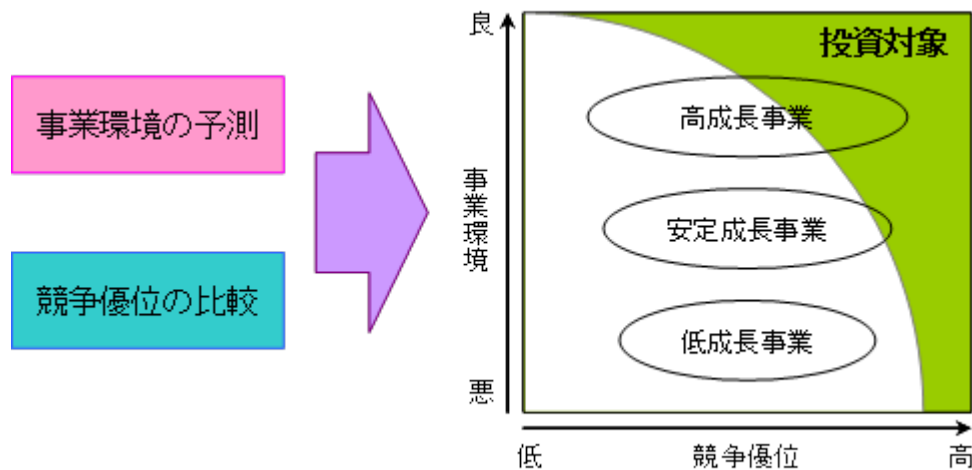 事業環境の予測
競争優位の比較
良
事業環境
悪
投資対象
高成長事業
安定成長事業
低成長事業
低
競争優位
高